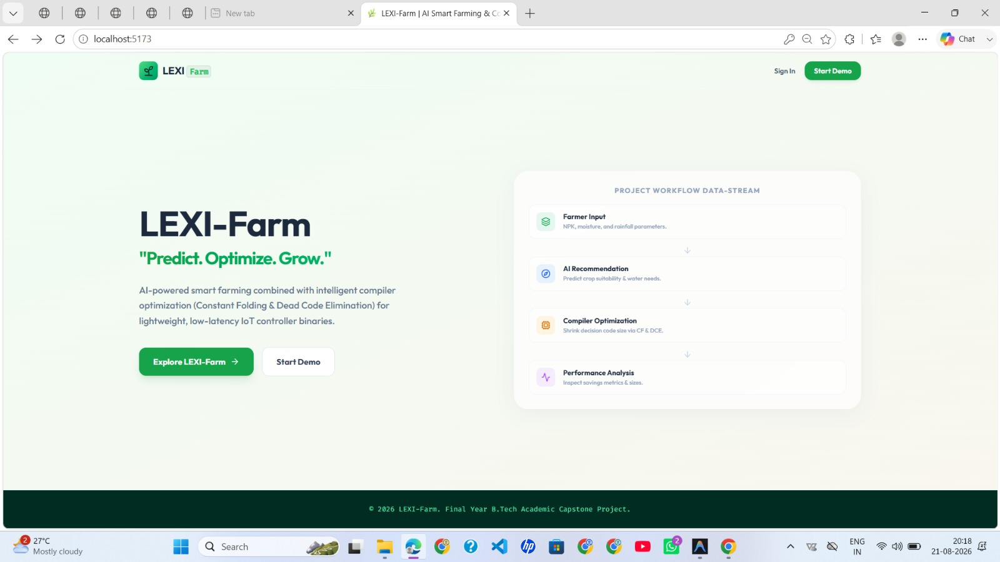 New tab
LEXI-Farm | AI Smart Farming & Co
localhost:5173
Chat
LEXI Farm
Sign In
Start Demo
LEXI-Farm
"Predict. Optimize. Grow."
AI-powered smart farming combined with intelligent compiler
optimization (Constant Folding & Dead Code Elimination) for
lightweight, low-latency IoT controller binaries.
Explore LEXI-Farm →
Start Demo
PROJECT WORKFLOW DATA-STREAM
Farmer Input
NPK, moisture, and rainfall parameters.
AI Recommendation
Predict crop suitability & water needs.
Compiler Optimization
Shrink decision code size via CF & DCE.
Performance Analysis
Inspect savings metrics & sizes.
© 2026 LEXI-Farm. Final Year B.Tech Academic Capstone Project.
2
27°C
Mostly cloudy
Search
hp
2
ENG
IN
20:18
21-08-2026